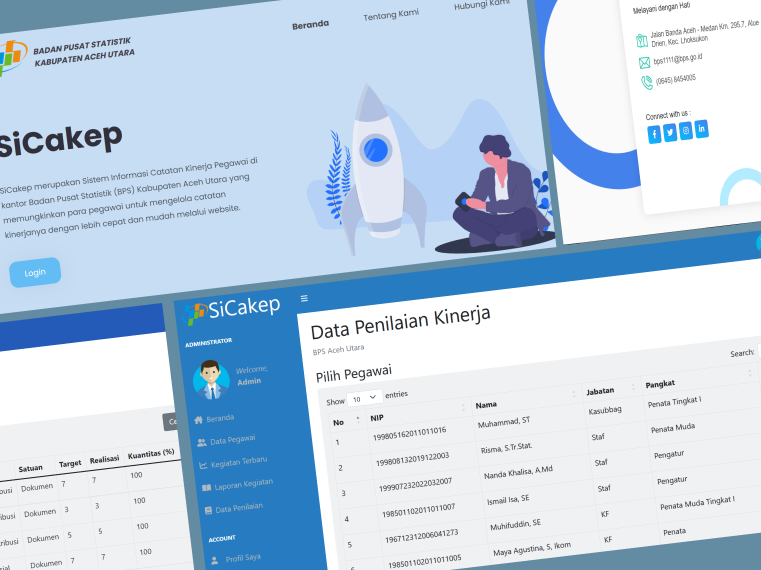 BADAN PUSAT STATISTIK
KABUPATEN ACEH UTARA
Beranda
Tentang Kami
Hubungi Kami
SiCakep
SiCakep merupakan Sistem Informasi Catatan Kinerja Pegawai di
kantor Badan Pusat Statistik (BPS) Kabupaten Aceh Utara yang
memungkinkan para pegawai untuk mengelola catatan
kinerjanya dengan lebih cepat dan mudah melalui website.
Login
Melayani dengan Hati
Jalan Banda Aceh - Medan Km. 295,7, Alue
Drien, Kec. Lhoksukon
bps1111@bps.go.id
(0645) 8454005
Connect with us :
Satuan Target Realisasi Kuantitas (%)
Dokumen 7 7 100
Dokumen 3 3 100
Dokumen 5 5 100
Dokumen 7 7 100
SiCakep
ADMINISTRATOR
Welcome,
Admin
Beranda
Data Pegawai
Kegiatan Terbaru
Laporan Kegiatan
Data Penilaian
ACCOUNT
Profil Saya
Data Penilaian Kinerja
BPS Aceh Utara
Pilih Pegawai
Show 10 entries
Search:
No NIP Nama Jabatan Pangkat
1 199805162011011016 Muhammad, ST Kasubbag Penata Tingkat I
2 199808132019122003 Risma, S.Tr.Stat. Staf Penata Muda
3 199907232022032007 Nanda Khalisa, A.Md Staf Pengatur
4 198501102011011007 Ismail Isa, SE Staf Pengatur
5 196712312006041273 Muhifuddin, SE KF Penata Muda Tingkat I
6 198501102011011005 Maya Agustina, S, Ikom KF Penata